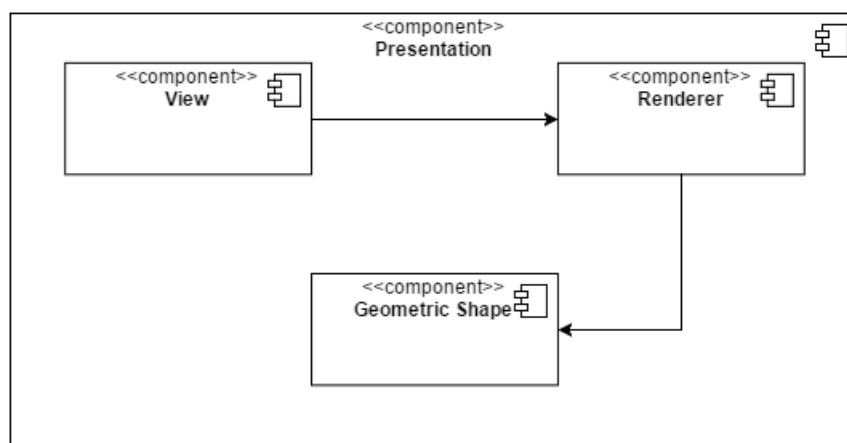 <<component>>
Presentation
<<component>>
View
<<component>>
Renderer
<<component>>
Geometric Shape